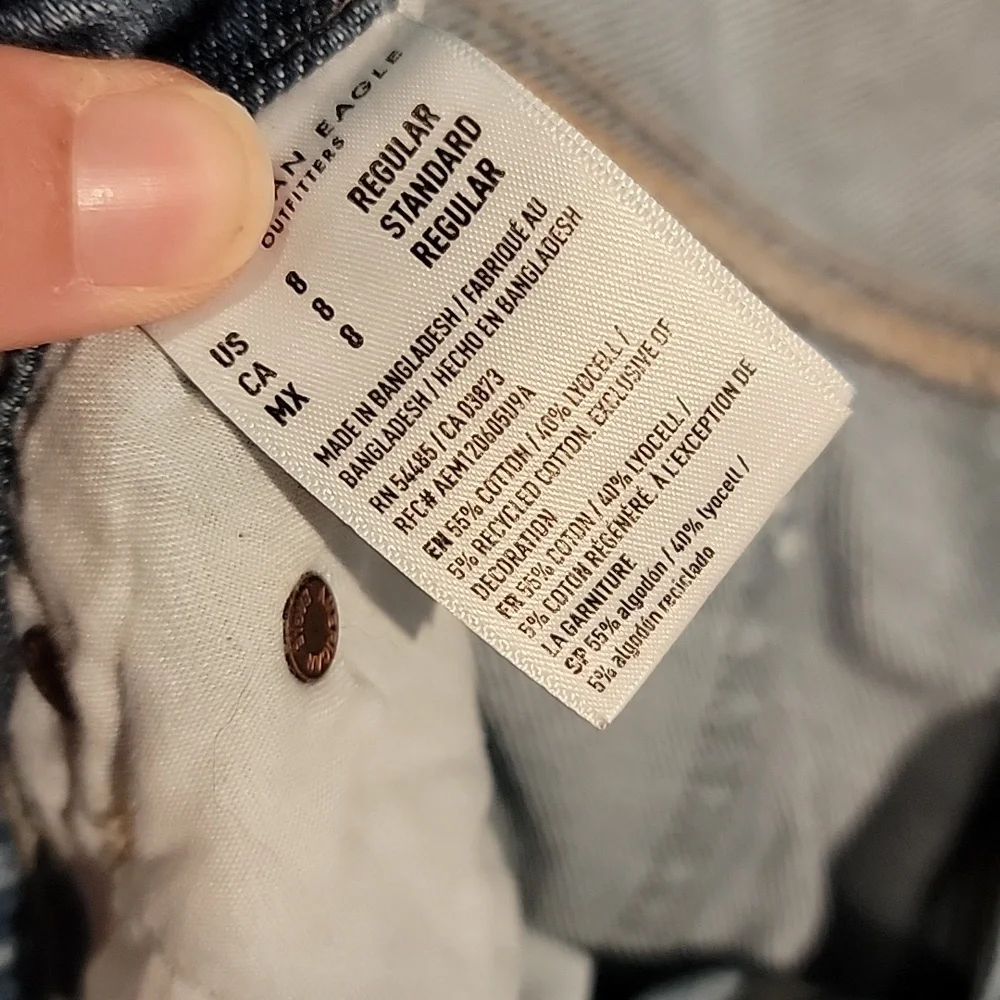 AN EAGLE
OUTFITTERS
US 8 REGULAR
CA 8 STANDARD
MX 8 REGULAR
MADE IN BANGLADESH / FABRIQUÉ AU
BANGLADESH / HECHO EN BANGLADESH
RN 54485 / CA 03873
RFC# AEM1206051J9A
EN 55% COTTON / 40% LYOCELL /
5% RECYCLED COTTON. EXCLUSIVE OF
DECORATION
FR 55% COTON / 40% LYOCELL /
5% COTON RÉGÉNÉRÉ. À L'EXCEPTION DE
LA GARNITURE
SP 55% algodón / 40% lyocell /
5% algodón reciclado